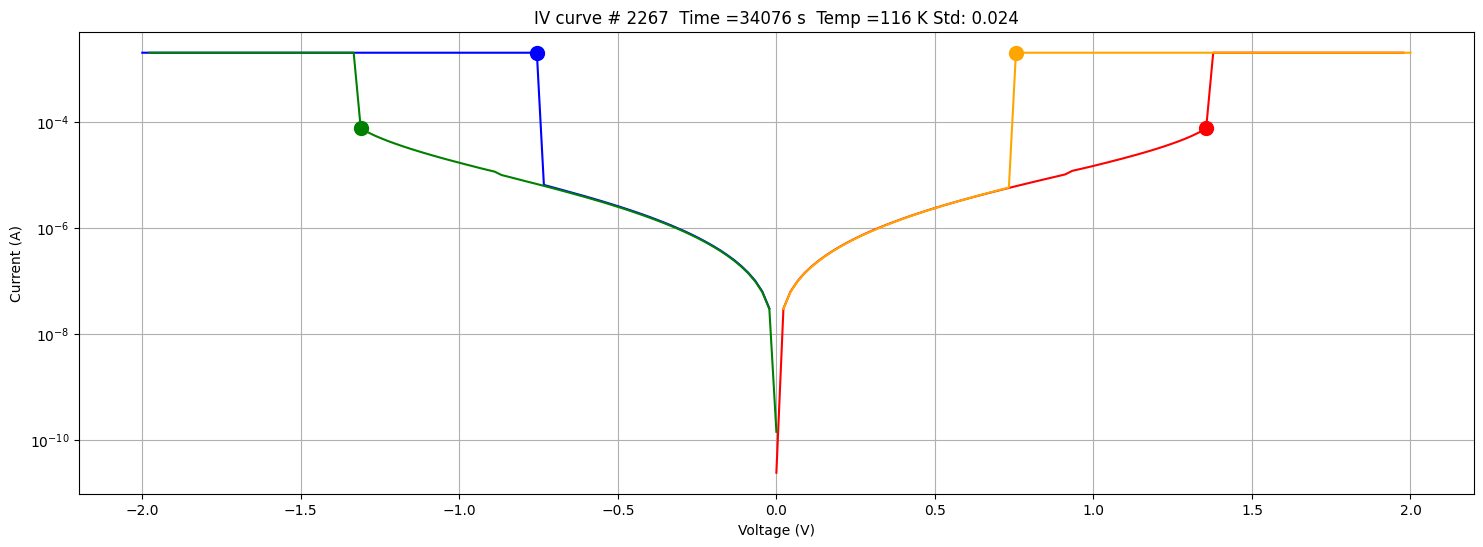 IV curve # 2267  Time =34076 s  Temp =116 K Std: 0.024
Current (A)
10⁻⁴
10⁻⁶
10⁻⁸
10⁻¹⁰
−2.0 −1.5 −1.0 −0.5 0.0 0.5 1.0 1.5 2.0
Voltage (V)